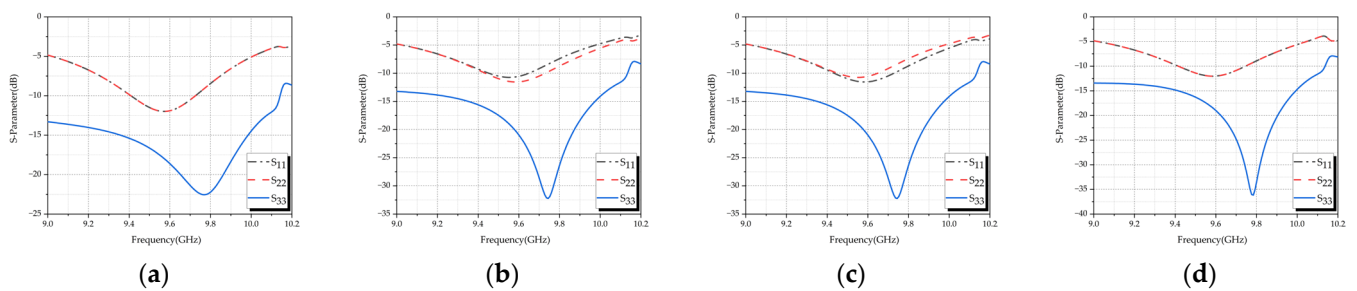 0
−5
−10
−15
−20
−25
S-Parameter(dB)
9.0 9.2 9.4 9.6 9.8 10.0 10.2
Frequency(GHz)
S11
S22
S33
(a)
0
−5
−10
−15
−20
−25
−30
−35
S-Parameter(dB)
9.0 9.2 9.4 9.6 9.8 10.0 10.2
Frequency(GHz)
S11
S22
S33
(b)
0
−5
−10
−15
−20
−25
−30
−35
S-Parameter(dB)
9.0 9.2 9.4 9.6 9.8 10.0 10.2
Frequency(GHz)
S11
S22
S33
(c)
0
−5
−10
−15
−20
−25
−30
−35
−40
S-Parameter(dB)
9.0 9.2 9.4 9.6 9.8 10.0 10.2
Frequency(GHz)
S11
S22
S33
(d)